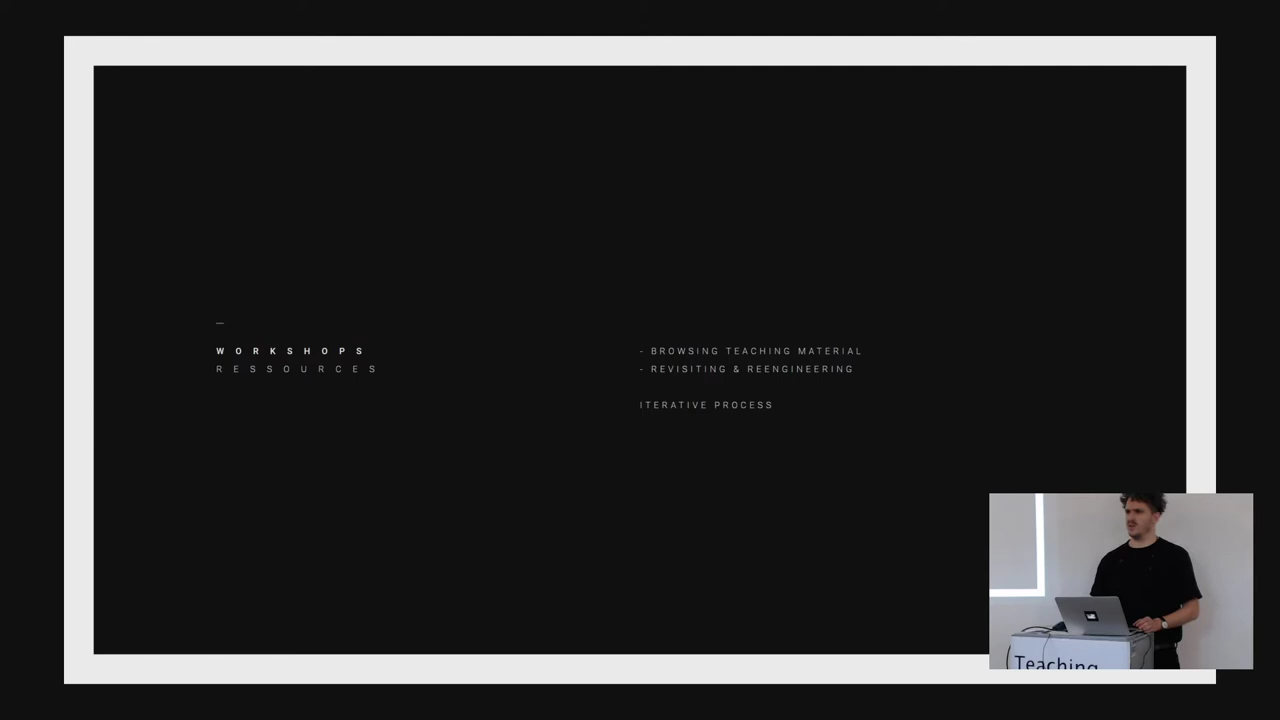 —
WORKSHOPS
RESSOURCES
- BROWSING TEACHING MATERIAL
- REVISITING & REENGINEERING
ITERATIVE PROCESS
Teaching